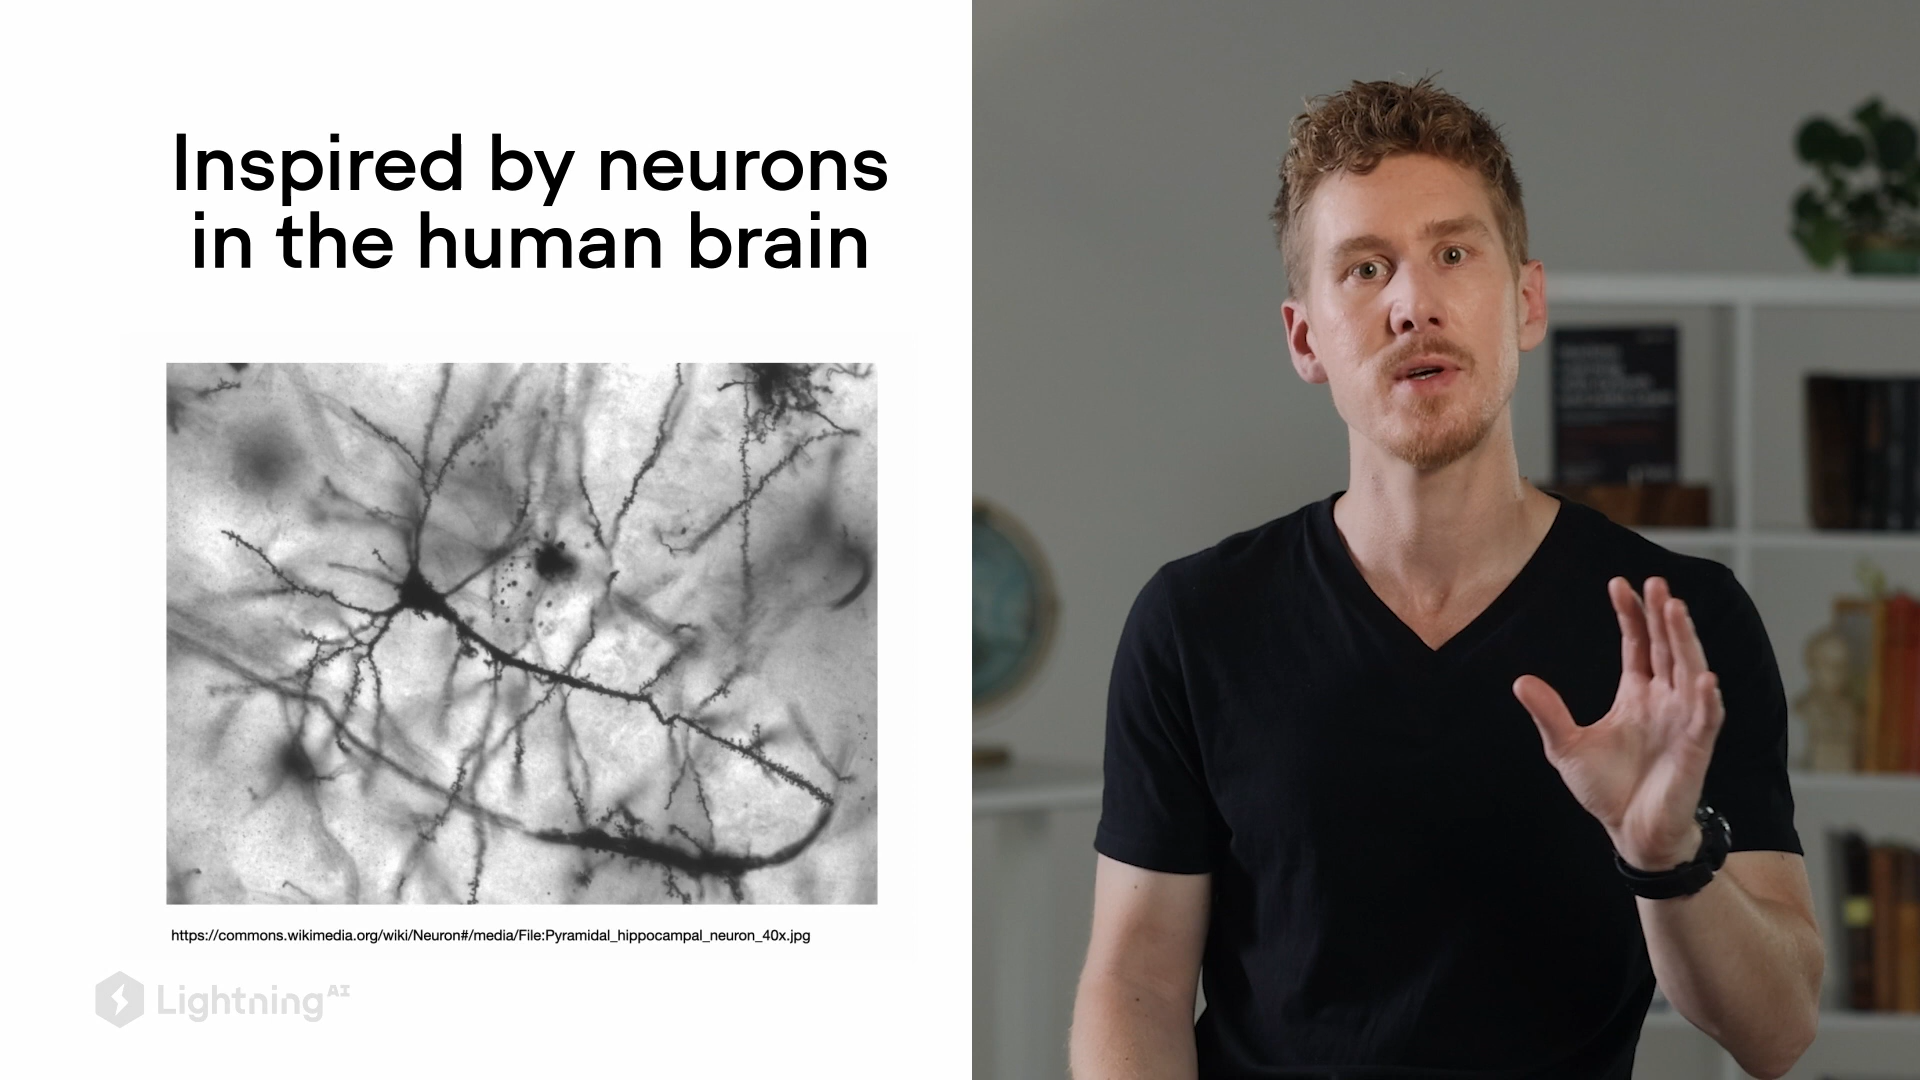 Inspired by neurons
in the human brain
https://commons.wikimedia.org/wiki/Neuron#/media/File:Pyramidal_hippocampal_neuron_40x.jpg
Lightning AI